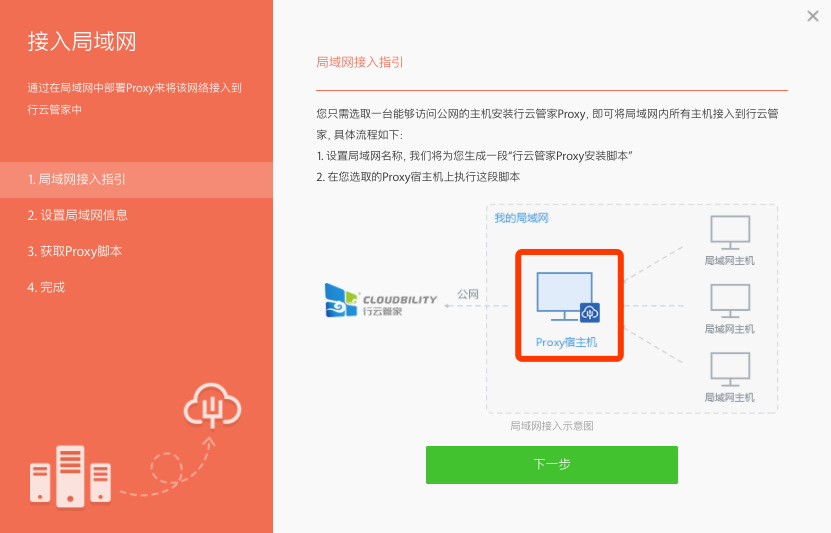 接入局域网
通过在局域网中部署Proxy来将该网络接入到
行云管家中
1. 局域网接入指引
2. 设置局域网信息
3. 获取Proxy脚本
4. 完成
局域网接入指引
您只需选取一台能够访问公网的主机安装行云管家Proxy, 即可将局域网内所有主机接入到行云管
家, 具体流程如下:
1. 设置局域网名称, 我们将为您生成一段“行云管家Proxy安装脚本”
2. 在您选取的Proxy宿主机上执行这段脚本
我的局域网
局域网主机
CLOUDBILITY
行云管家
公网
局域网主机
Proxy宿主机
局域网主机
局域网接入示意图
下一步